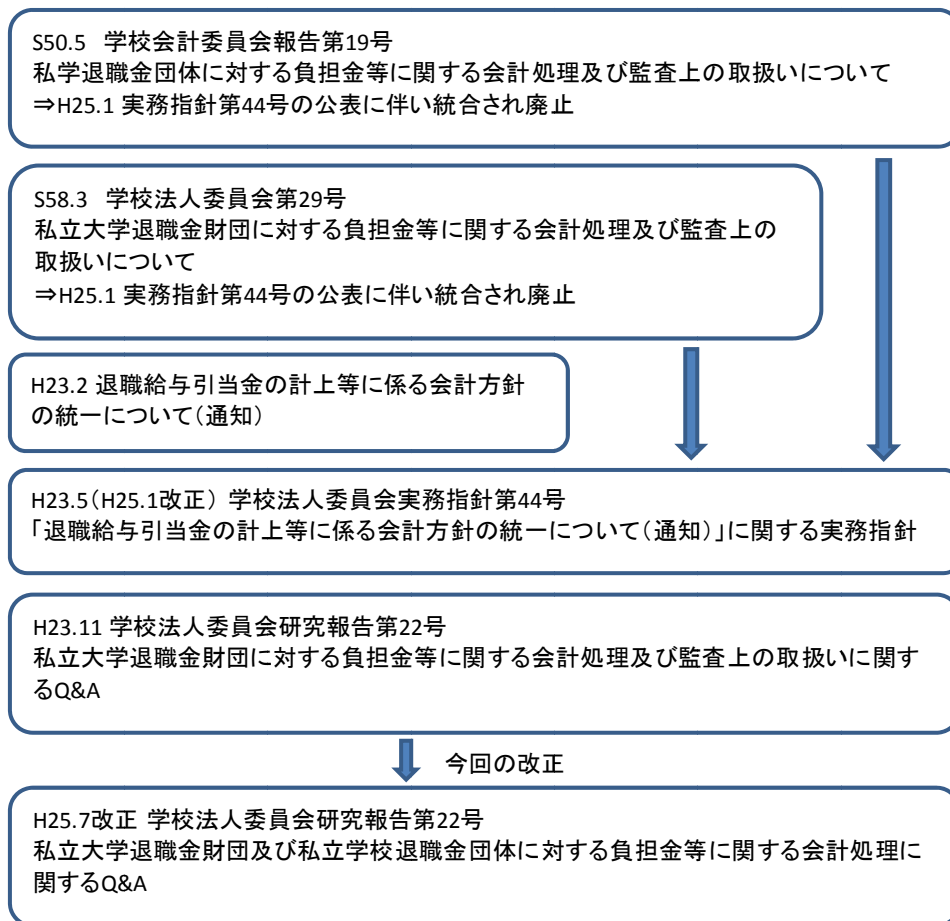 S50.5 学校会計委員会報告第19号
私学退職金団体に対する負担金等に関する会計処理及び監査上の取扱いについて
⇒H25.1 実務指針第44号の公表に伴い統合され廃止
S58.3 学校法人委員会第29号
私立大学退職金財団に対する負担金等に関する会計処理及び監査上の
取扱いについて
⇒H25.1 実務指針第44号の公表に伴い統合され廃止
H23.2 退職給与引当金の計上等に係る会計方針
の統一について(通知)
H23.5(H25.1改正) 学校法人委員会実務指針第44号
「退職給与引当金の計上等に係る会計方針の統一について(通知)」に関する実務指針
H23.11 学校法人委員会研究報告第22号
私立大学退職金財団に対する負担金等に関する会計処理及び監査上の取扱いに関す
るQ&A
今回の改正
H25.7改正 学校法人委員会研究報告第22号
私立大学退職金財団及び私立学校退職金団体に対する負担金等に関する会計処理に
関するQ&A